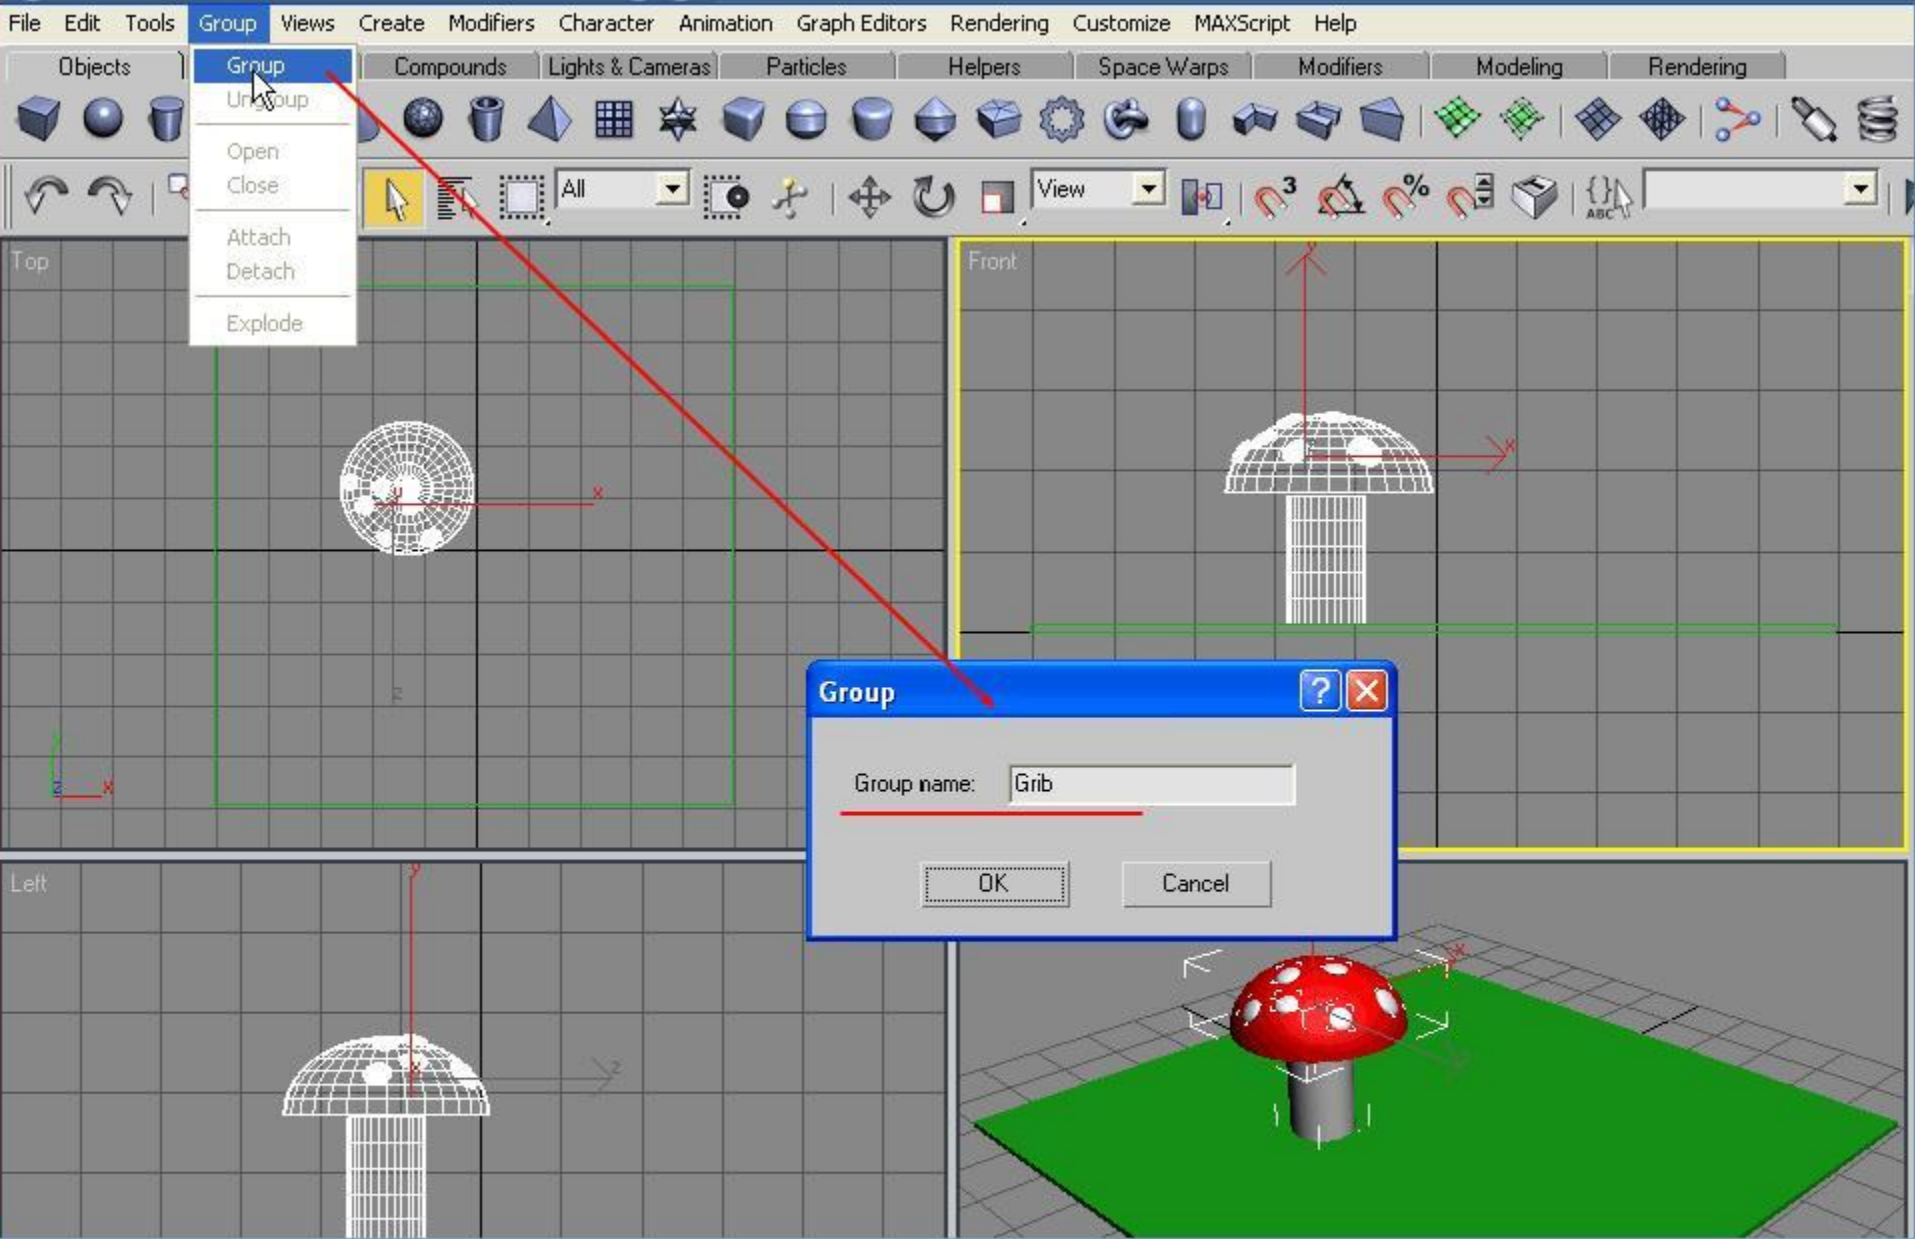 File Edit Tools Group Views Create Modifiers Character Animation Graph Editors Rendering Customize MAXScript Help
Objects Compounds Lights & Cameras Particles Helpers Space Warps Modifiers Modeling Rendering
Group
Ungroup
Open
Close
Attach
Detach
Explode
All
View
3
%
{}
ABC
Top
y
x
z
y
z
x
Front
y
x
Group
?
Group name: Grib
OK Cancel
Left
y
x
z
x